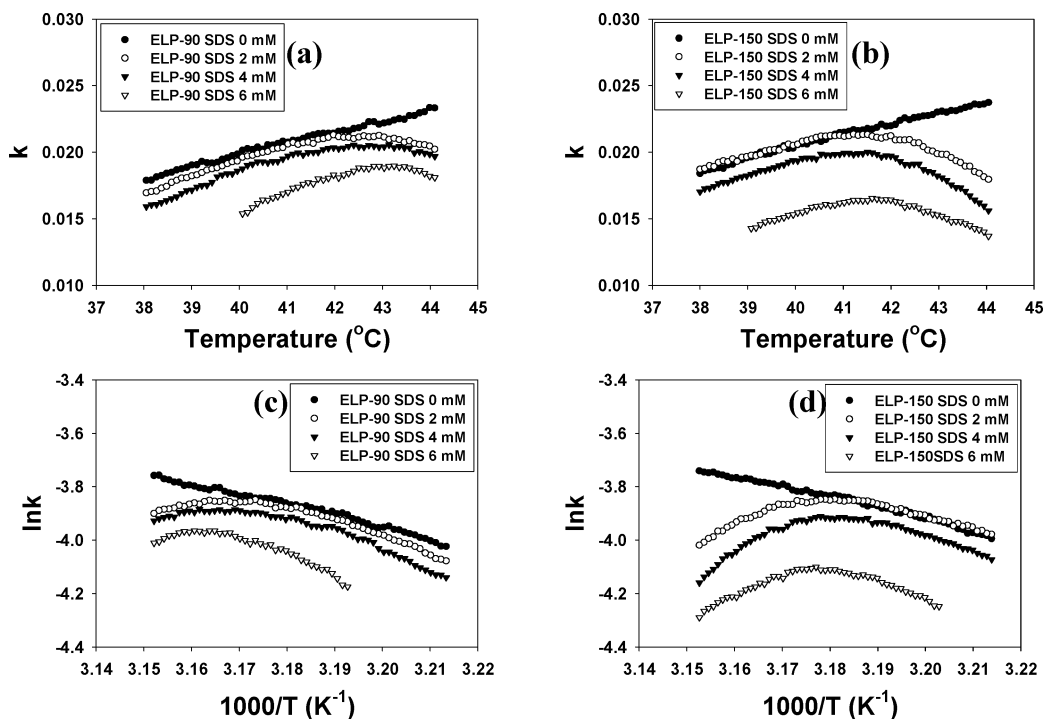 0.030
0.025
0.020
0.015
0.010
k
ELP-90 SDS 0 mM
ELP-90 SDS 2 mM
ELP-90 SDS 4 mM
ELP-90 SDS 6 mM
(a)
37 38 39 40 41 42 43 44 45
Temperature (°C)
0.030
0.025
0.020
0.015
0.010
k
ELP-150 SDS 0 mM
ELP-150 SDS 2 mM
ELP-150 SDS 4 mM
ELP-150 SDS 6 mM
(b)
37 38 39 40 41 42 43 44 45
Temperature (°C)
-3.4
-3.6
-3.8
-4.0
-4.2
-4.4
lnk
(c)
ELP-90 SDS 0 mM
ELP-90 SDS 2 mM
ELP-90 SDS 4 mM
ELP-90 SDS 6 mM
3.14 3.15 3.16 3.17 3.18 3.19 3.20 3.21 3.22
1000/T (K⁻¹)
-3.4
-3.6
-3.8
-4.0
-4.2
-4.4
lnk
(d)
ELP-150 SDS 0 mM
ELP-150 SDS 2 mM
ELP-150 SDS 4 mM
ELP-150SDS 6 mM
3.14 3.15 3.16 3.17 3.18 3.19 3.20 3.21 3.22
1000/T (K⁻¹)